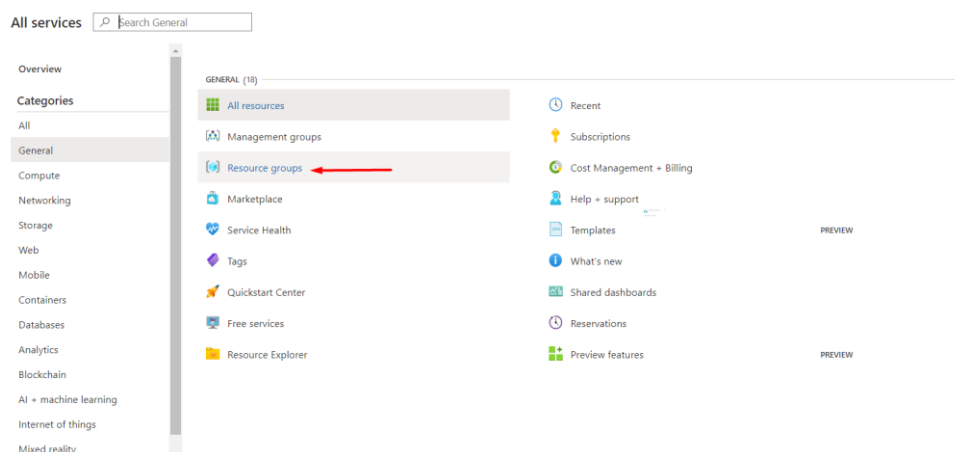 All services
Search General
Overview
Categories
All
General
Compute
Networking
Storage
Web
Mobile
Containers
Databases
Analytics
Blockchain
AI + machine learning
Internet of things
Mixed reality
GENERAL (18)
All resources
Management groups
Resource groups
Marketplace
Service Health
Tags
Quickstart Center
Free services
Resource Explorer
Recent
Subscriptions
Cost Management + Billing
Help + support
Templates PREVIEW
What's new
Shared dashboards
Reservations
Preview features PREVIEW